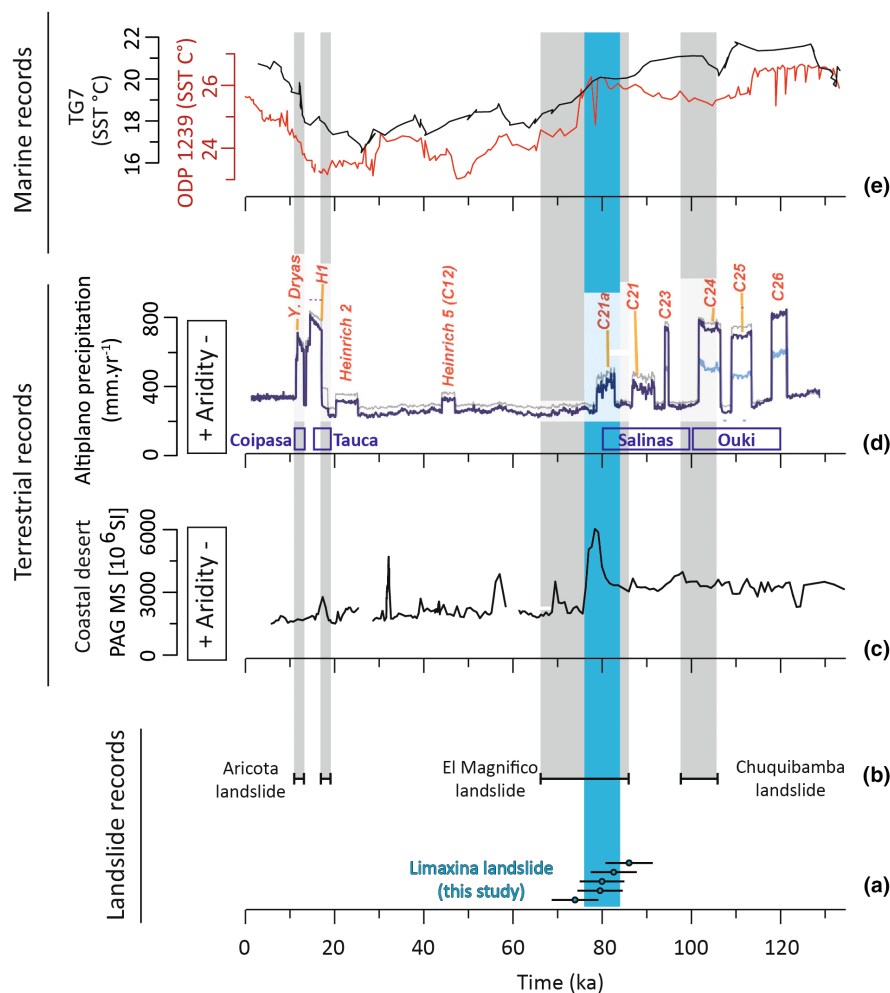 Marine records
TG7
(SST °C)
22
20
18
16
ODP 1239 (SST C°)
26
24
(e)
Terrestrial records
Altiplano precipitation
(mm.yr-1)
800
400
0
+ Aridity -
Y. Dryas
H1
Heinrich 2
Heinrich 5 (C12)
C21a
C21
C23
C24
C25
C26
Coipasa
Tauca
Salinas
Ouki
(d)
Coastal desert
PAG MS [10⁶SI]
6000
3000
0
+ Aridity -
(c)
Landslide records
Aricota
landslide
El Magnifico
landslide
Chuquibamba
landslide
(b)
Limaxina landslide
(this study)
(a)
0 20 40 60 80 100 120
Time (ka)